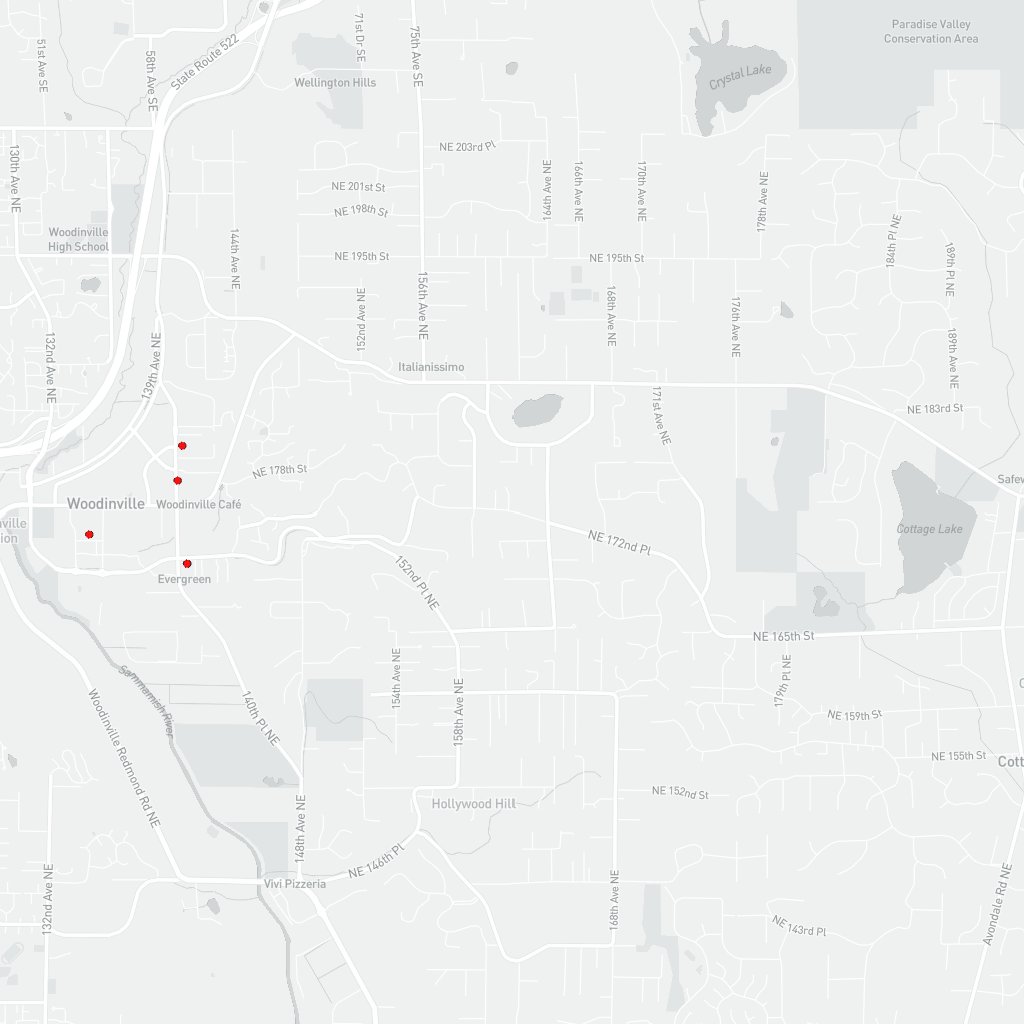 Paradise Valley
Conservation Area
51st Ave SE
58th Ave SE
State Route 522
71st Dr SE
75th Ave SE
Wellington Hills
Crystal Lake
130th Ave NE
NE 203rd Pl
164th Ave NE
166th Ave NE
170th Ave NE
178th Ave NE
NE 201st St
NE 198th St
184th Pl NE
Woodinville
High School
144th Ave NE
NE 195th St
NE 195th St
189th Pl NE
156th Ave NE
152nd Ave NE
168th Ave NE
176th Ave NE
132nd Ave NE
139th Ave NE
Italianissimo
189th Ave NE
171st Ave NE
NE 183rd St
NE 178th St
Safew
Woodinville
Woodinville Café
nville
ion
Cottage Lake
NE 172nd Pl
Evergreen
152nd Pl NE
NE 165th St
154th Ave NE
179th Pl NE
Sammamish River
Woodinville Redmond Rd NE
140th Pl NE
158th Ave NE
C
NE 159th St
NE 155th St
Cott
NE 152nd St
Hollywood Hill
148th Ave NE
NE 146th Pl
Vivi Pizzeria
132nd Ave NE
168th Ave NE
NE 143rd Pl
Avondale Rd NE